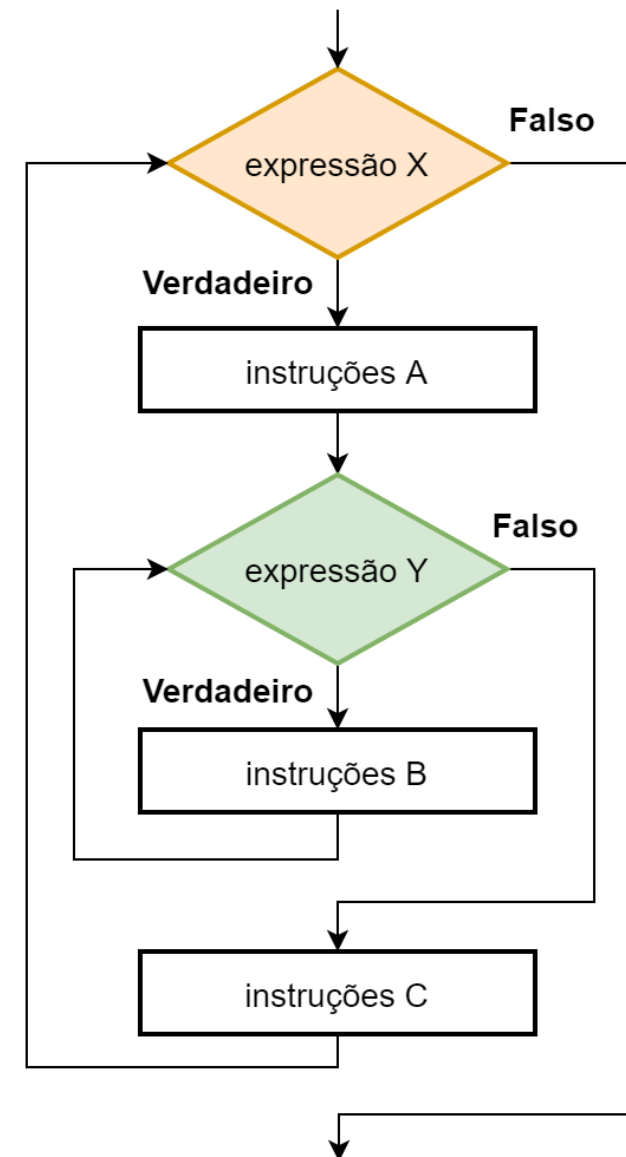 Falso
expressão X
Verdadeiro
instruções A
Falso
expressão Y
Verdadeiro
instruções B
instruções C